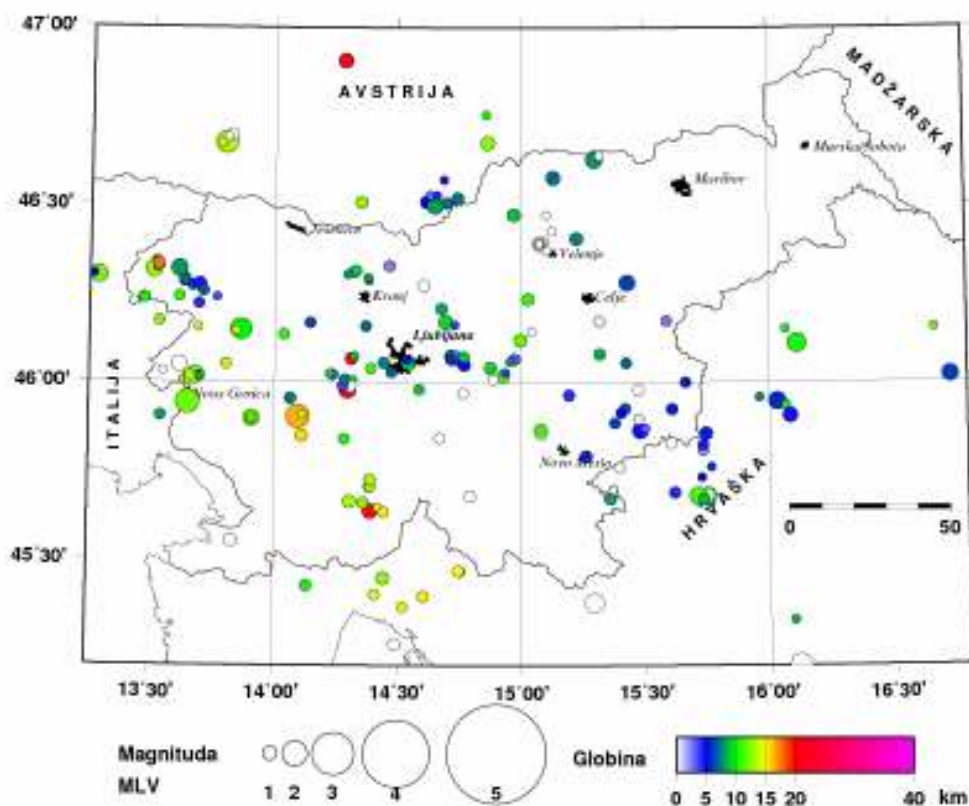 47°00'
AVSTRIJA
MADŽARSKA
Murska Sobota
46°30'
Maribor
Velenje
Kranj
Celje
Ljubljana
46°00'
Nova Gorica
ITALIJA
Novo mesto
HRVAŠKA
0 50
45°30'
13°30' 14°00' 14°30' 15°00' 15°30' 16°00' 16°30'
Magnituda
MLV
1 2 3 4 5
Globina
0 5 10 15 20 40 km